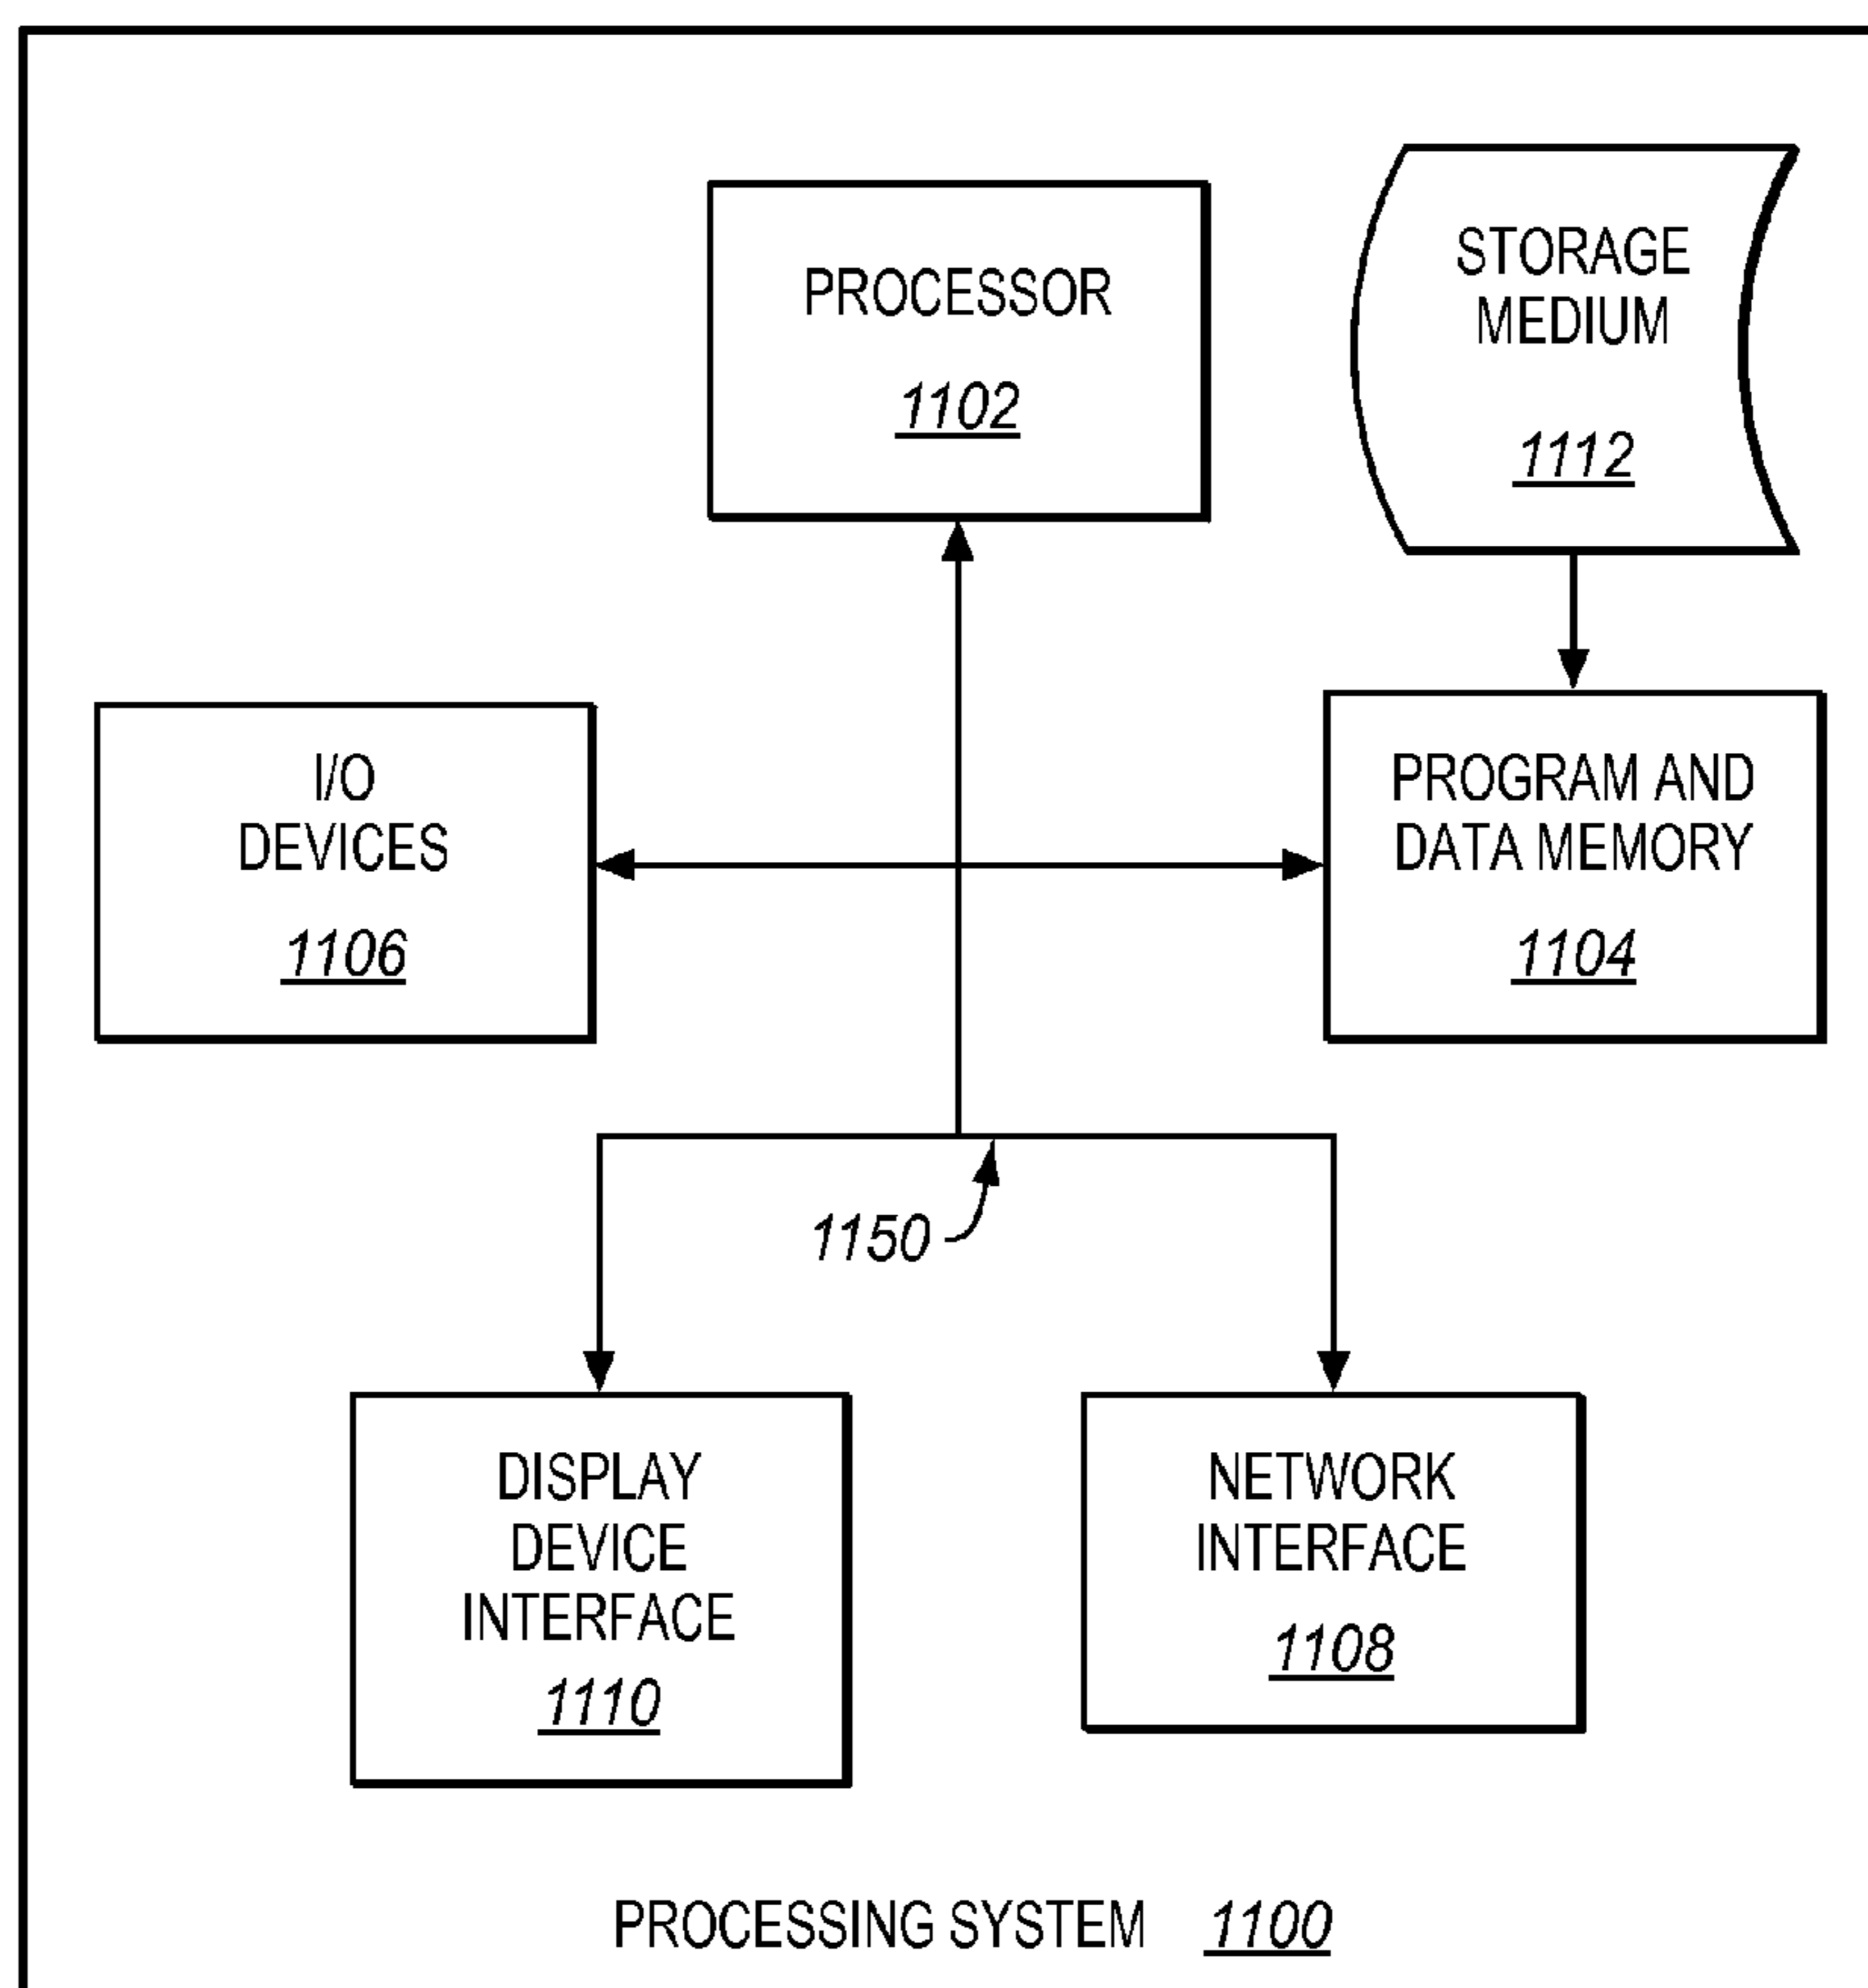 PROCESSOR
1102
STORAGE
MEDIUM
1112
I/O
DEVICES
1106
PROGRAM AND
DATA MEMORY
1104
1150
DISPLAY
DEVICE
INTERFACE
1110
NETWORK
INTERFACE
1108
PROCESSING SYSTEM 1100